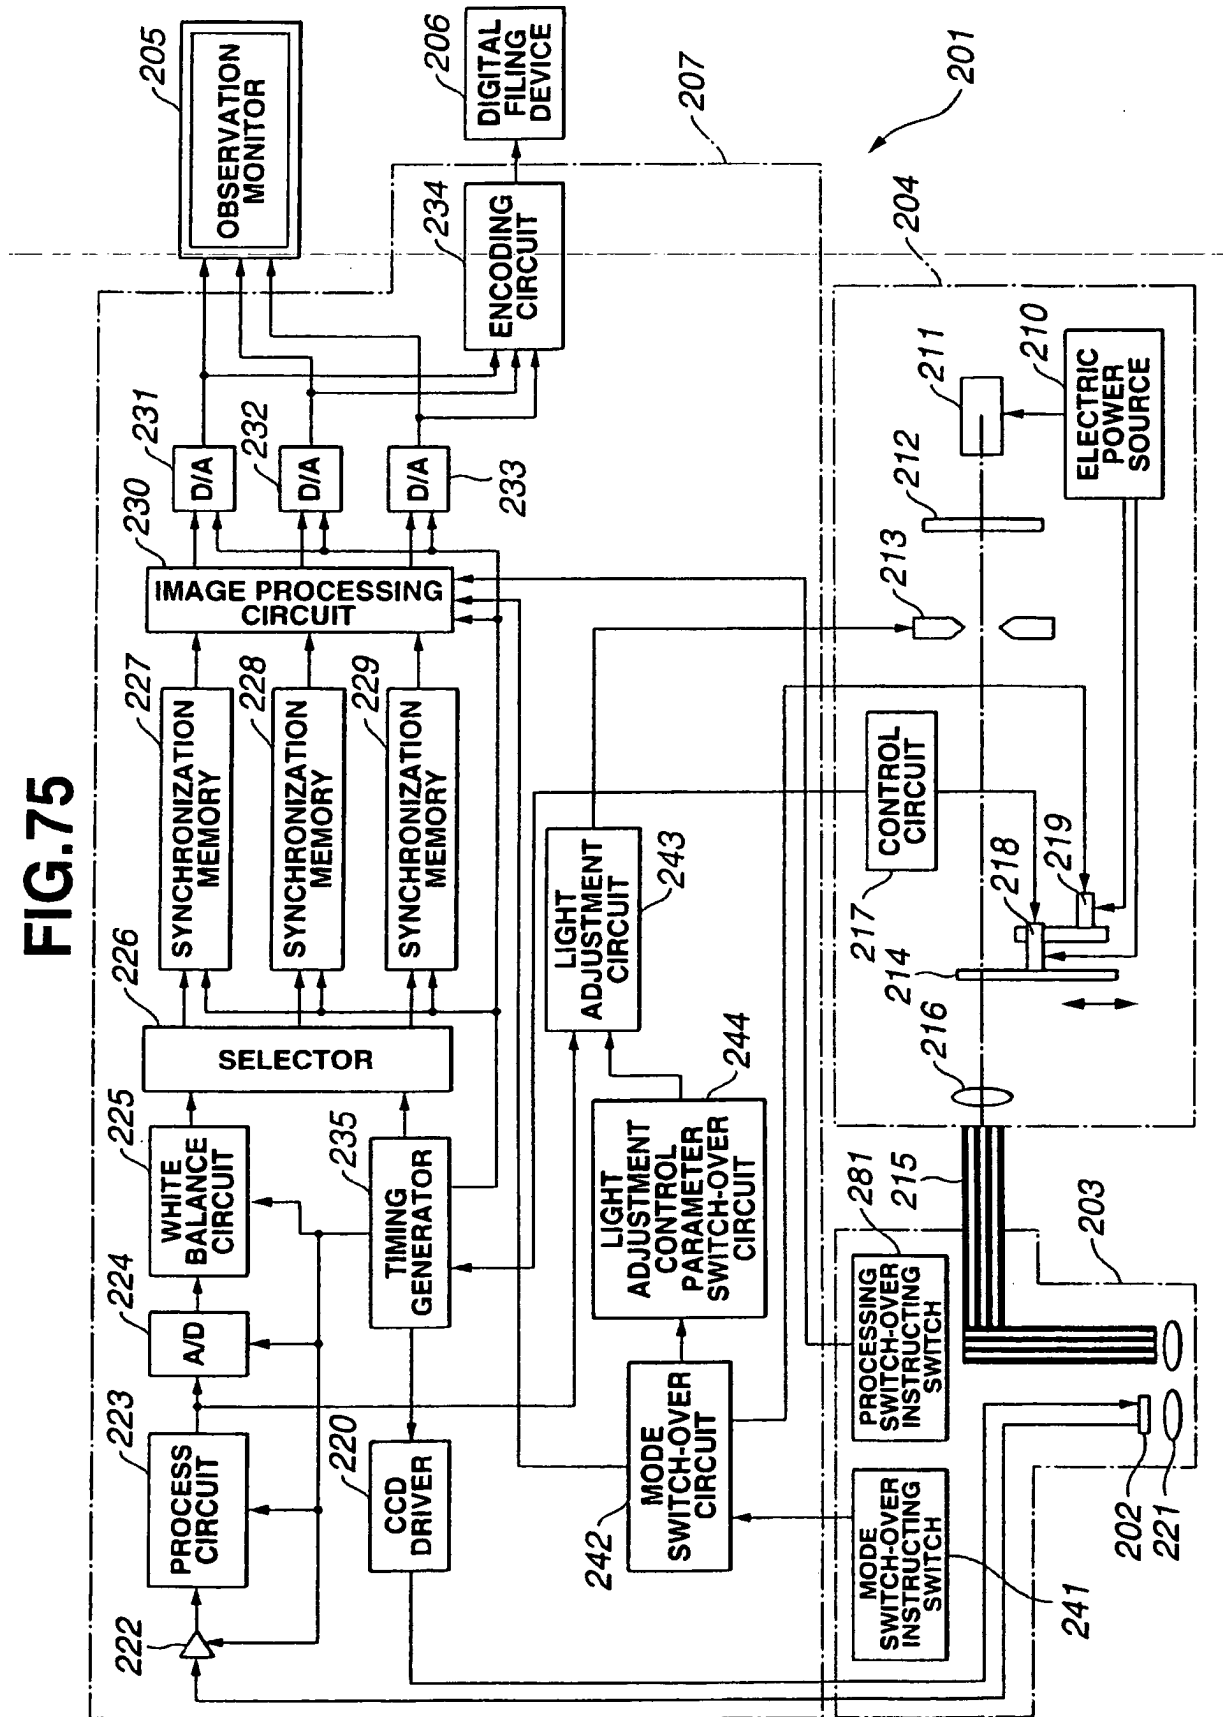 FIG.75
205
OBSERVATION
MONITOR
206
DIGITAL
FILING
DEVICE
207
201
234
ENCODING
CIRCUIT
204
231
D/A
232
D/A
233
D/A
230
IMAGE PROCESSING
CIRCUIT
227
SYNCHRONIZATION
MEMORY
228
SYNCHRONIZATION
MEMORY
229
SYNCHRONIZATION
MEMORY
226
SELECTOR
225
WHITE
BALANCE
CIRCUIT
224
A/D
223
PROCESS
CIRCUIT
222
235
TIMING
GENERATOR
220
CCD
DRIVER
243
LIGHT
ADJUSTMENT
CIRCUIT
244
LIGHT
ADJUSTMENT
CONTROL
PARAMETER
SWITCH-OVER
CIRCUIT
242
MODE
SWITCH-OVER
CIRCUIT
211
210
ELECTRIC
POWER
SOURCE
212
213
217
CONTROL
CIRCUIT
218
219
214
216
215
281
PROCESSING
SWITCH-OVER
INSTRUCTING
SWITCH
203
MODE
SWITCH-OVER
INSTRUCTING
SWITCH
241
202
221